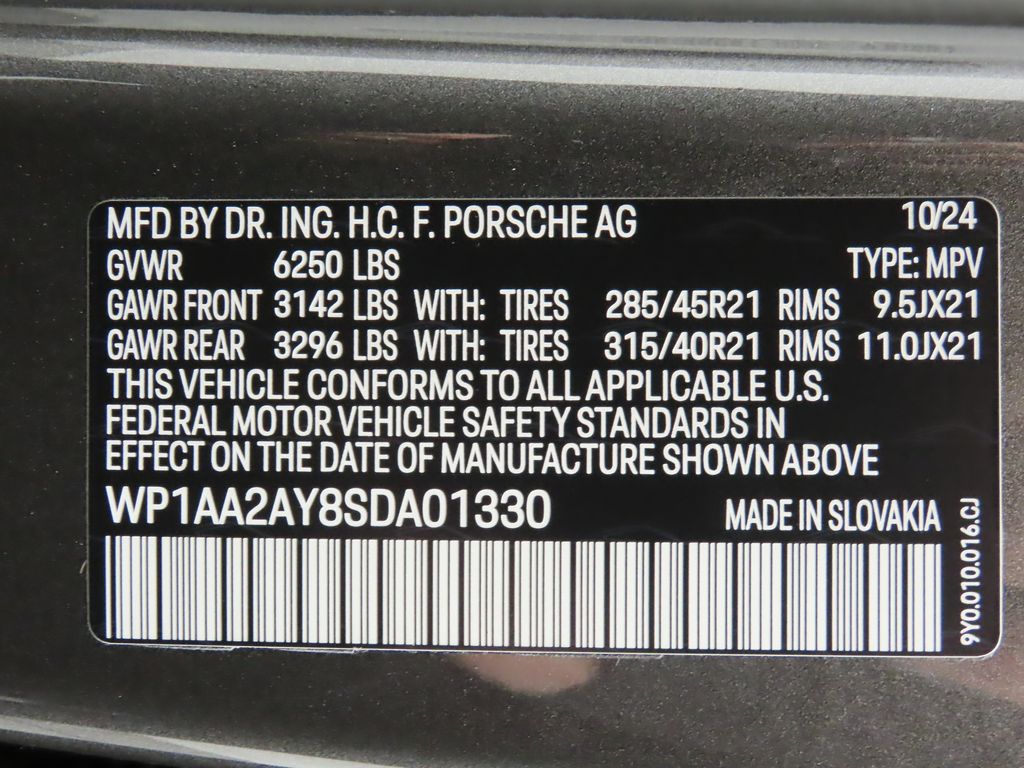 MFD BY DR. ING. H.C. F. PORSCHE AG 10/24
GVWR 6250 LBS TYPE: MPV
GAWR FRONT 3142 LBS WITH: TIRES 285/45R21 RIMS 9.5JX21
GAWR REAR 3296 LBS WITH: TIRES 315/40R21 RIMS 11.0JX21
THIS VEHICLE CONFORMS TO ALL APPLICABLE U.S.
FEDERAL MOTOR VEHICLE SAFETY STANDARDS IN
EFFECT ON THE DATE OF MANUFACTURE SHOWN ABOVE
WP1AA2AY8SDA01330 MADE IN SLOVAKIA
9Y0.010.016.CJ